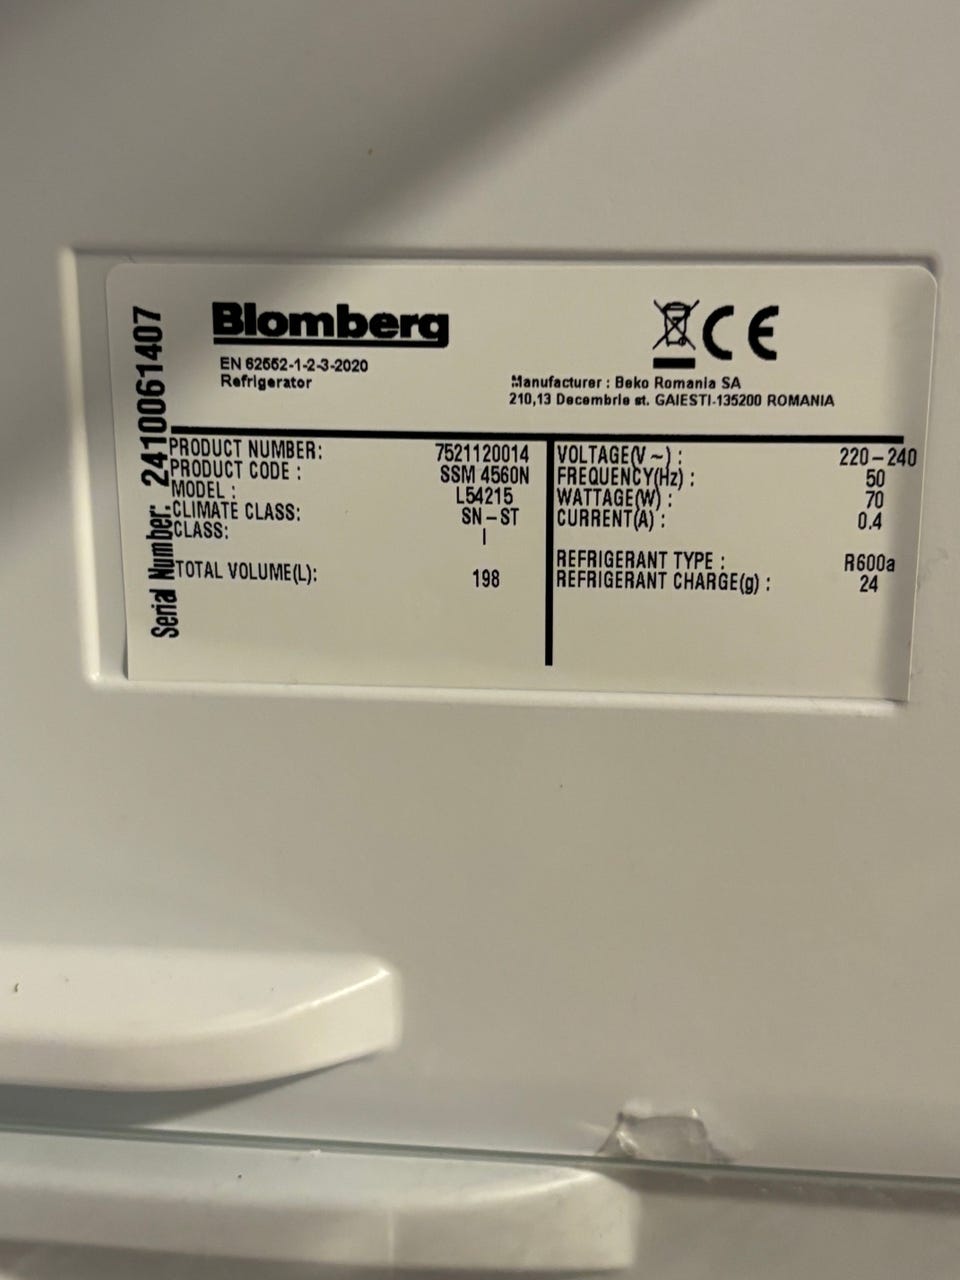 Blomberg
CE
EN 62552-1-2-3-2020
Refrigerator
Manufacturer : Beko Romania SA
210,13 Decembrie st. GAIESTI-135200 ROMANIA
Serial Number. 2410061407
PRODUCT NUMBER: 7521120014
PRODUCT CODE : SSM 4560N
MODEL : L54215
CLIMATE CLASS: SN-ST
CLASS: I
TOTAL VOLUME(L): 198
VOLTAGE(V ~) : 220-240
FREQUENCY(Hz) : 50
WATTAGE(W) : 70
CURRENT(A) : 0.4
REFRIGERANT TYPE : R600a
REFRIGERANT CHARGE(g) : 24